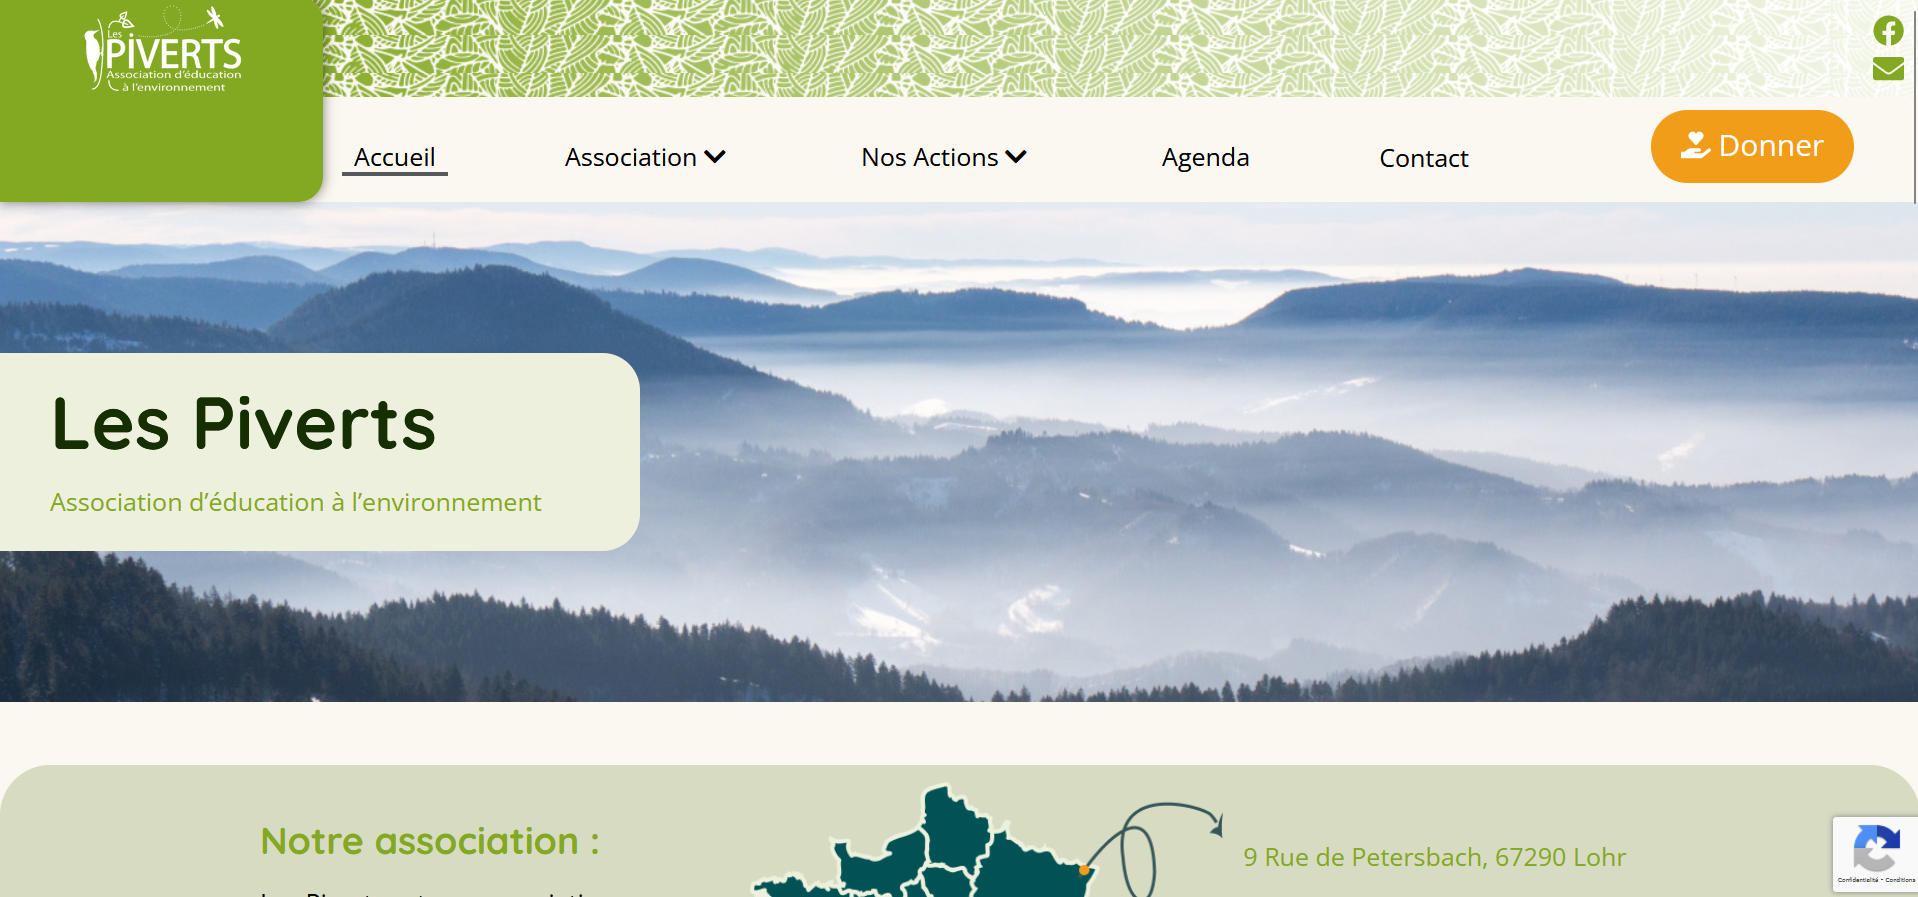 Les
PIVERTS
Association d'éducation
à l'environnement
Accueil
Association
Nos Actions
Agenda
Contact
Donner
Les Piverts
Association d’éducation à l’environnement
Notre association :
9 Rue de Petersbach, 67290 Lohr
Confidentialité • Conditions